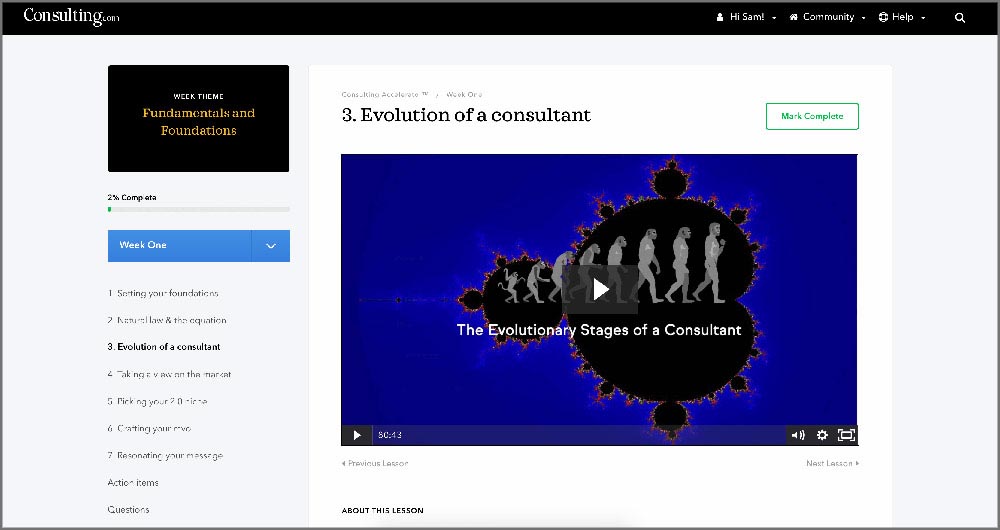 Consulting.com
Hi Sam!
Community
Help
WEEK THEME
Fundamentals and
Foundations
2% Complete
Week One
1. Setting your foundations
2. Natural law & the equation
3. Evolution of a consultant
4. Taking a view on the market
5. Picking your 2.0 niche
6. Crafting your mvo
7. Resonating your message
Action items
Questions
Consulting Accelerate ™ / Week One
3. Evolution of a consultant
Mark Complete
The Evolutionary Stages of a Consultant
80:43
Previous Lesson
Next Lesson
ABOUT THIS LESSON